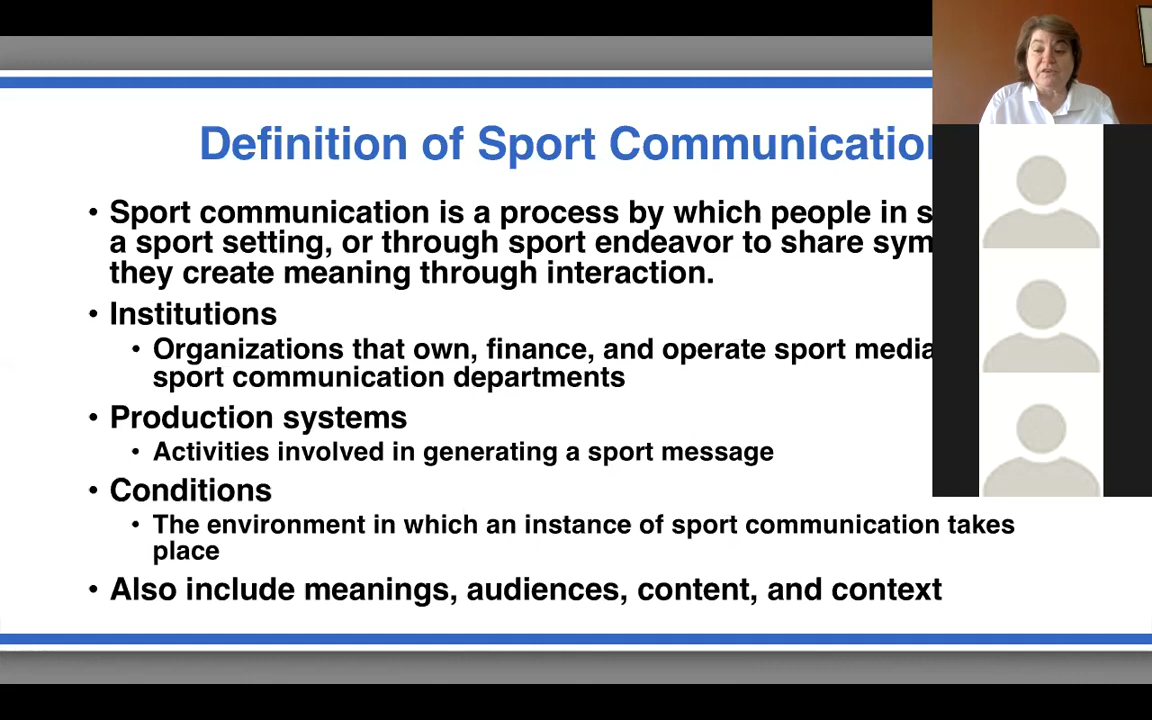 Definition of Sport Communication
• Sport communication is a process by which people in s
a sport setting, or through sport endeavor to share sym
they create meaning through interaction.
• Institutions
• Organizations that own, finance, and operate sport media
sport communication departments
• Production systems
• Activities involved in generating a sport message
• Conditions
• The environment in which an instance of sport communication takes
place
• Also include meanings, audiences, content, and context